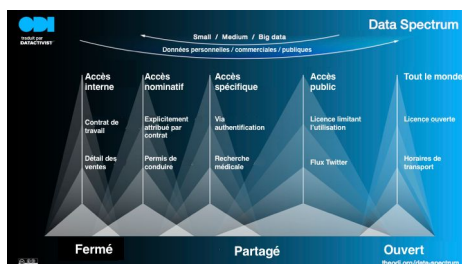 ODI
traduit par
DATACTIVIST
Data Spectrum
Small / Medium / Big data
Données personnelles / commerciales / publiques
Accès
interne
Accès
nominatif
Accès
spécifique
Accès
public
Tout le monde
Contrat de
travail
Explicitement
attribué par
contrat
Via
authentification
Licence limitant
l'utilisation
Licence ouverte
Détail des
ventes
Permis de
conduire
Recherche
médicale
Flux Twitter
Horaires de
transport
Fermé
Partagé
Ouvert
theodi.org/data-spectrum